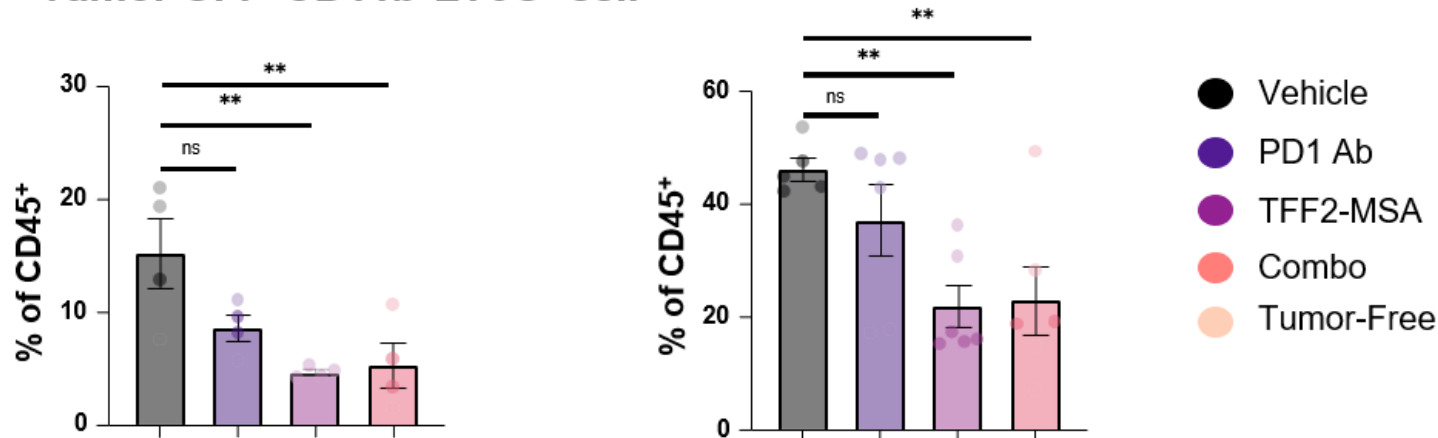 **
**
ns
30
20
10
0
% of CD45+
**
**
ns
60
40
20
0
% of CD45+
Vehicle
PD1 Ab
TFF2-MSA
Combo
Tumor-Free